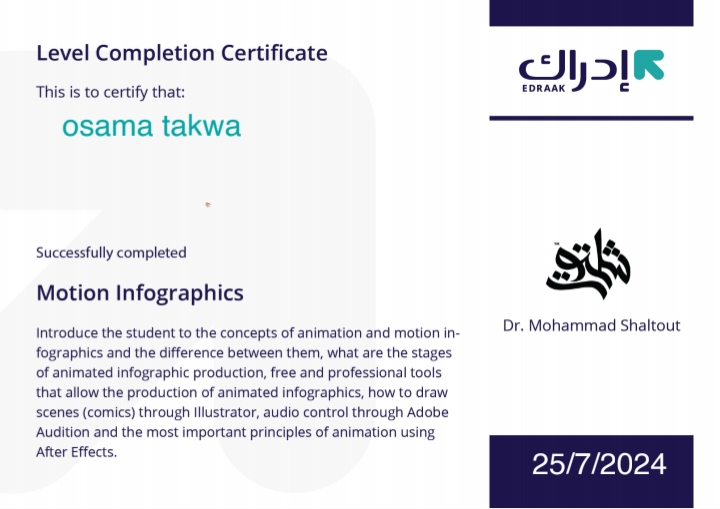 Level Completion Certificate
This is to certify that:
osama takwa
Successfully completed
Motion Infographics
Introduce the student to the concepts of animation and motion in-
fographics and the difference between them, what are the stages
of animated infographic production, free and professional tools
that allow the production of animated infographics, how to draw
scenes (comics) through Illustrator, audio control through Adobe
Audition and the most important principles of animation using
After Effects.
إدراك
EDRAAK
شلتوت
Dr. Mohammad Shaltout
25/7/2024